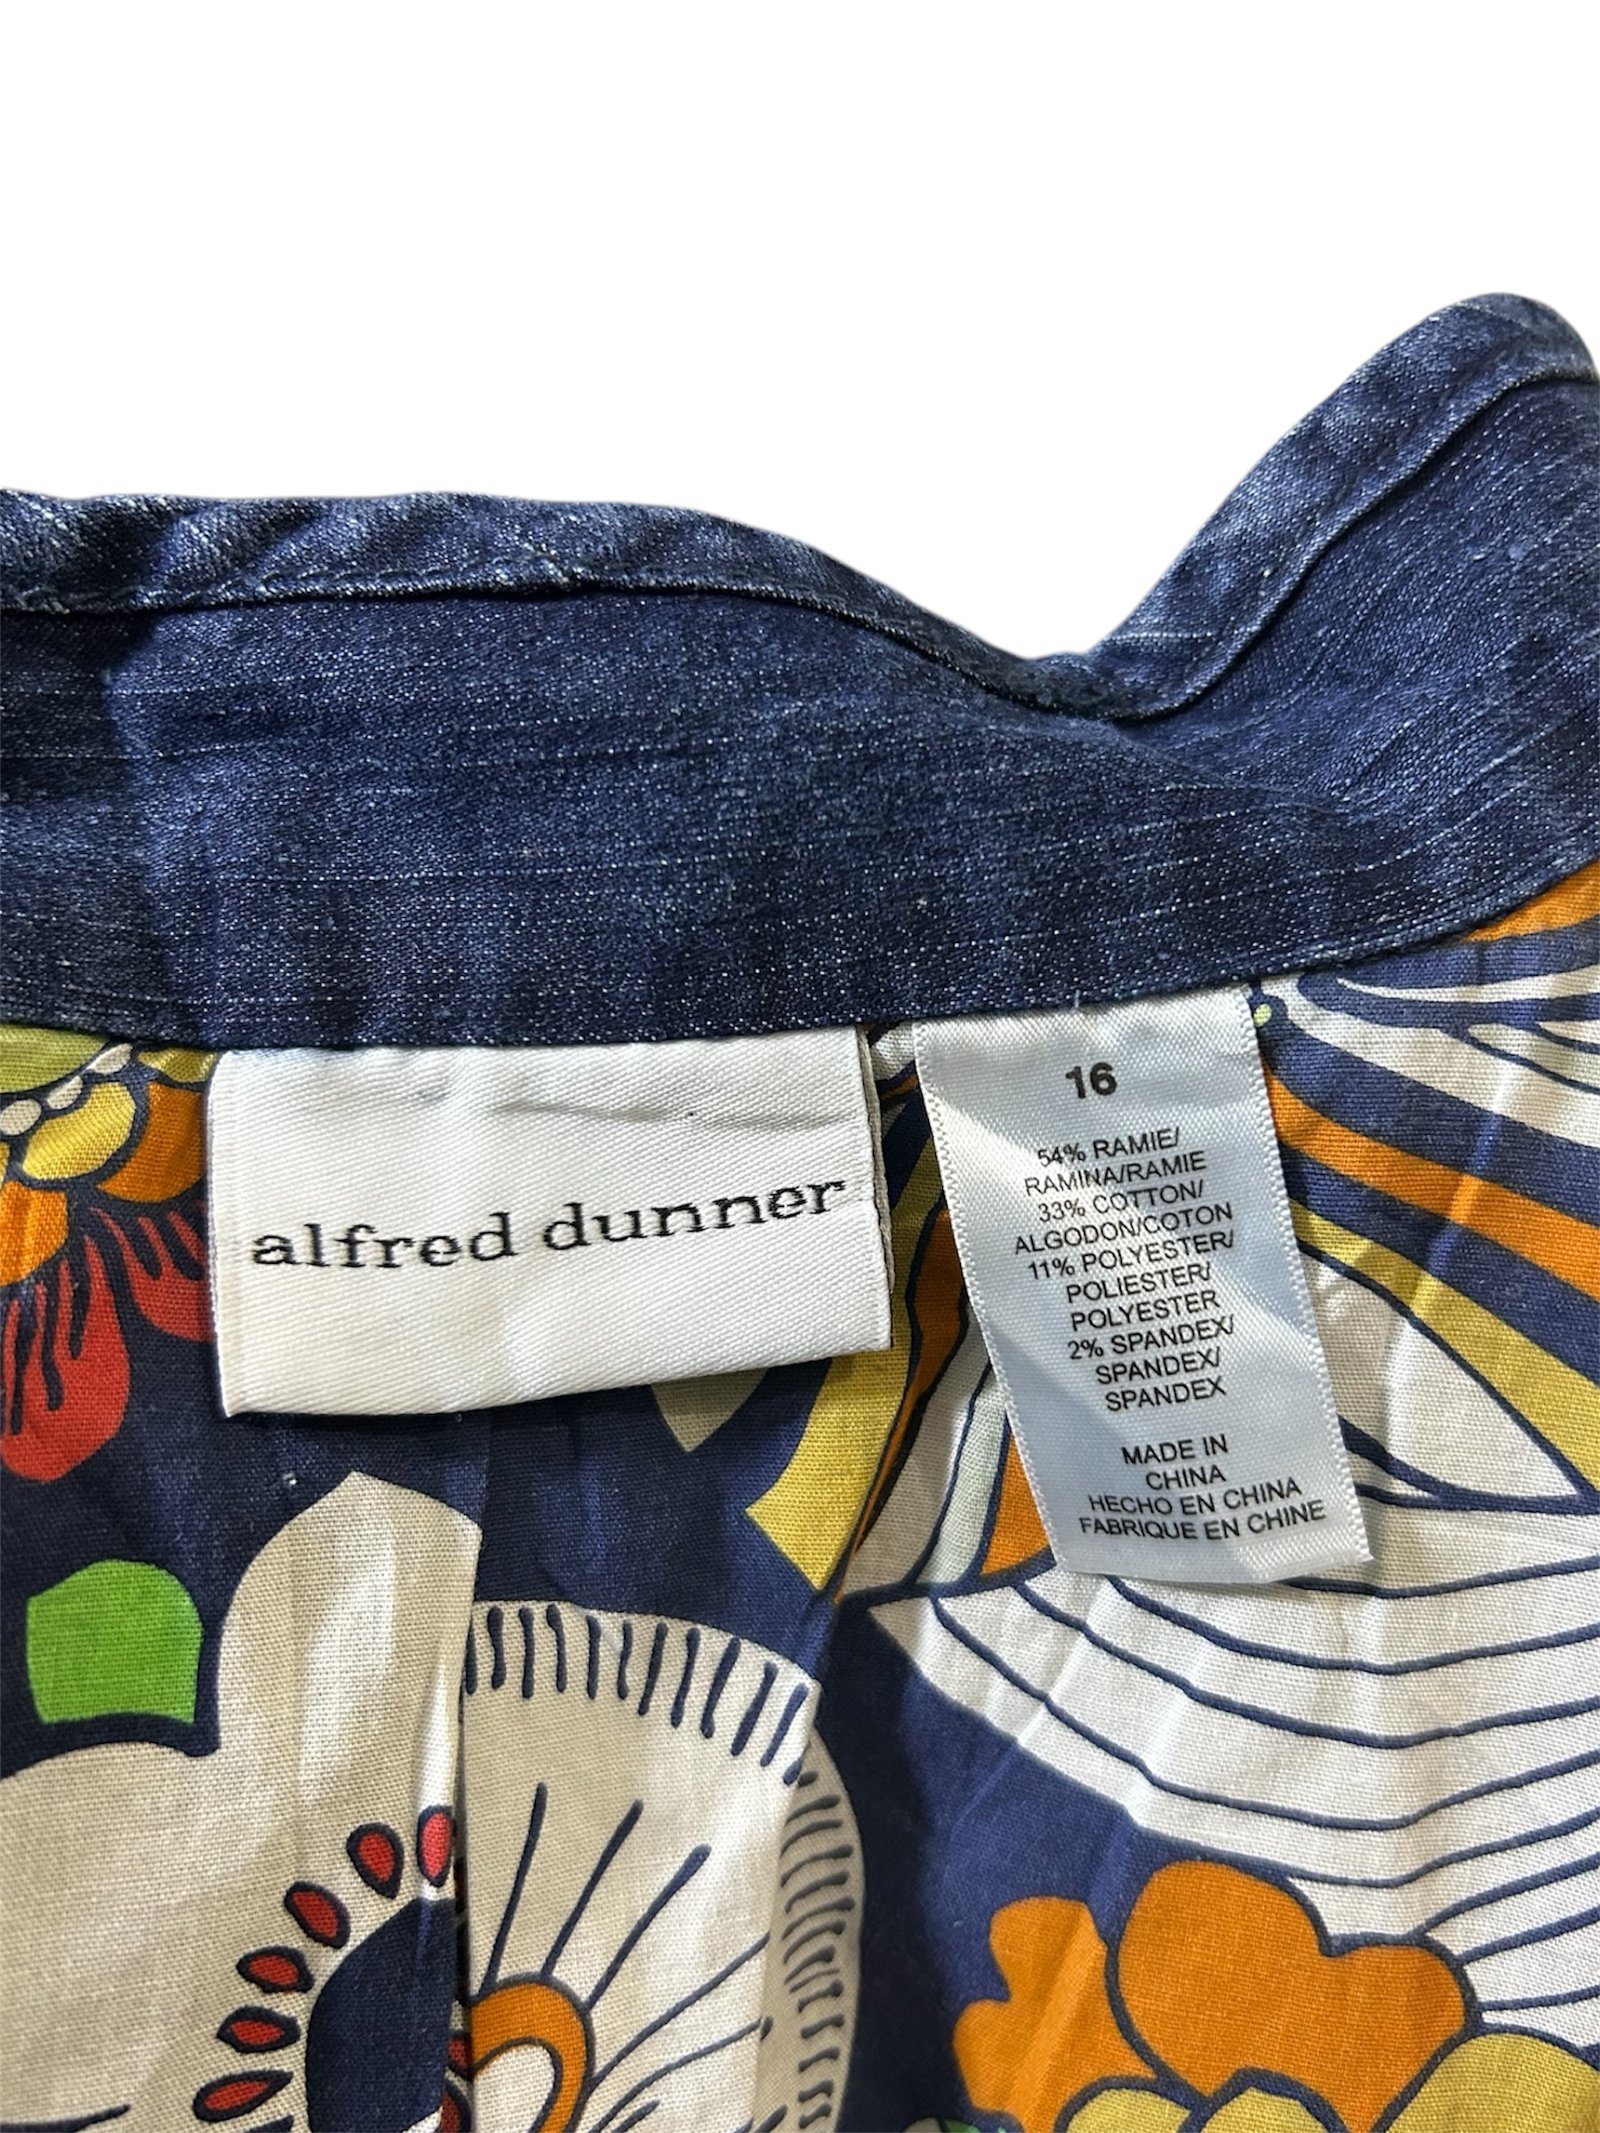 alfred dunner
16
54% RAMIE/
RAMINA/RAMIE
33% COTTON/
ALGODON/COTON
11% POLYESTER/
POLIESTER/
POLYESTER
2% SPANDEX/
SPANDEX/
SPANDEX
MADE IN
CHINA
HECHO EN CHINA
FABRIQUE EN CHINE